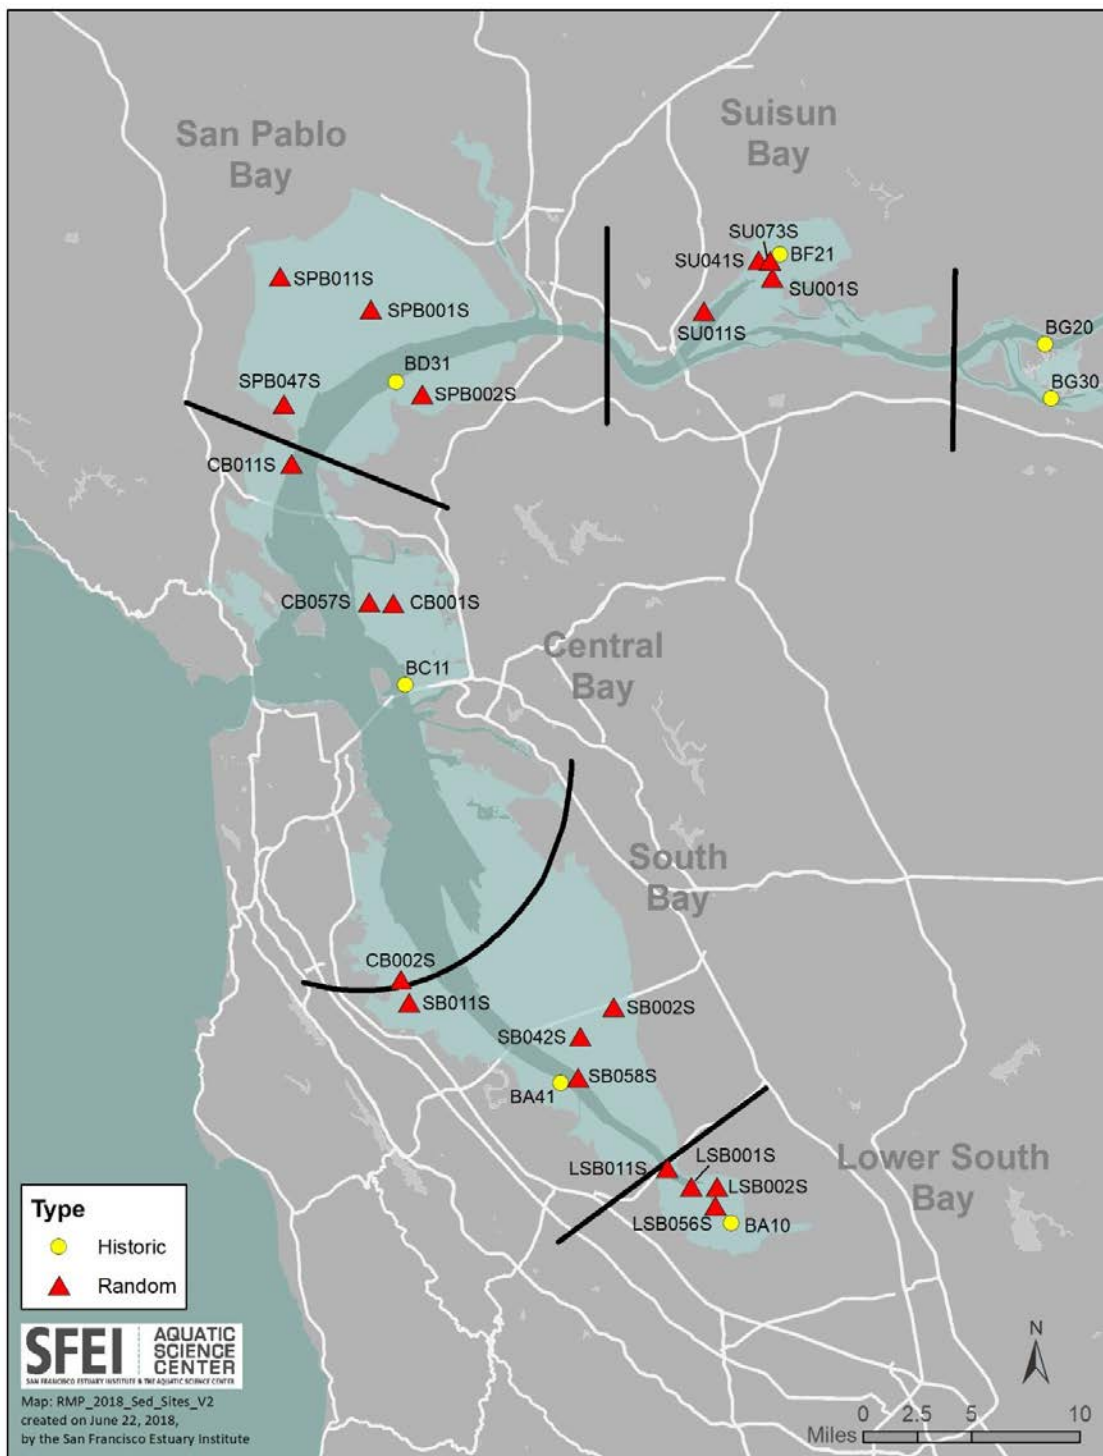 San Pablo
Bay
Suisun
Bay
SU073S
SU041S
BF21
SU001S
SPB011S
SPB001S
SU011S
BG20
BD31
SPB047S
SPB002S
BG30
CB011S
CB057S
CB001S
Central
Bay
BC11
South
Bay
CB002S
SB011S
SB002S
SB042S
SB058S
BA41
LSB001S
LSB011S
Lower South
Bay
LSB002S
LSB056S
BA10
Type
Historic
Random
SFEI
AQUATIC
SCIENCE
CENTER
SAN FRANCISCO ESTUARY INSTITUTE & THE AQUATIC SCIENCE CENTER
Map: RMP_2018_Sed_Sites_V2
created on June 22, 2018,
by the San Francisco Estuary Institute
N
0 2.5 5 10
Miles